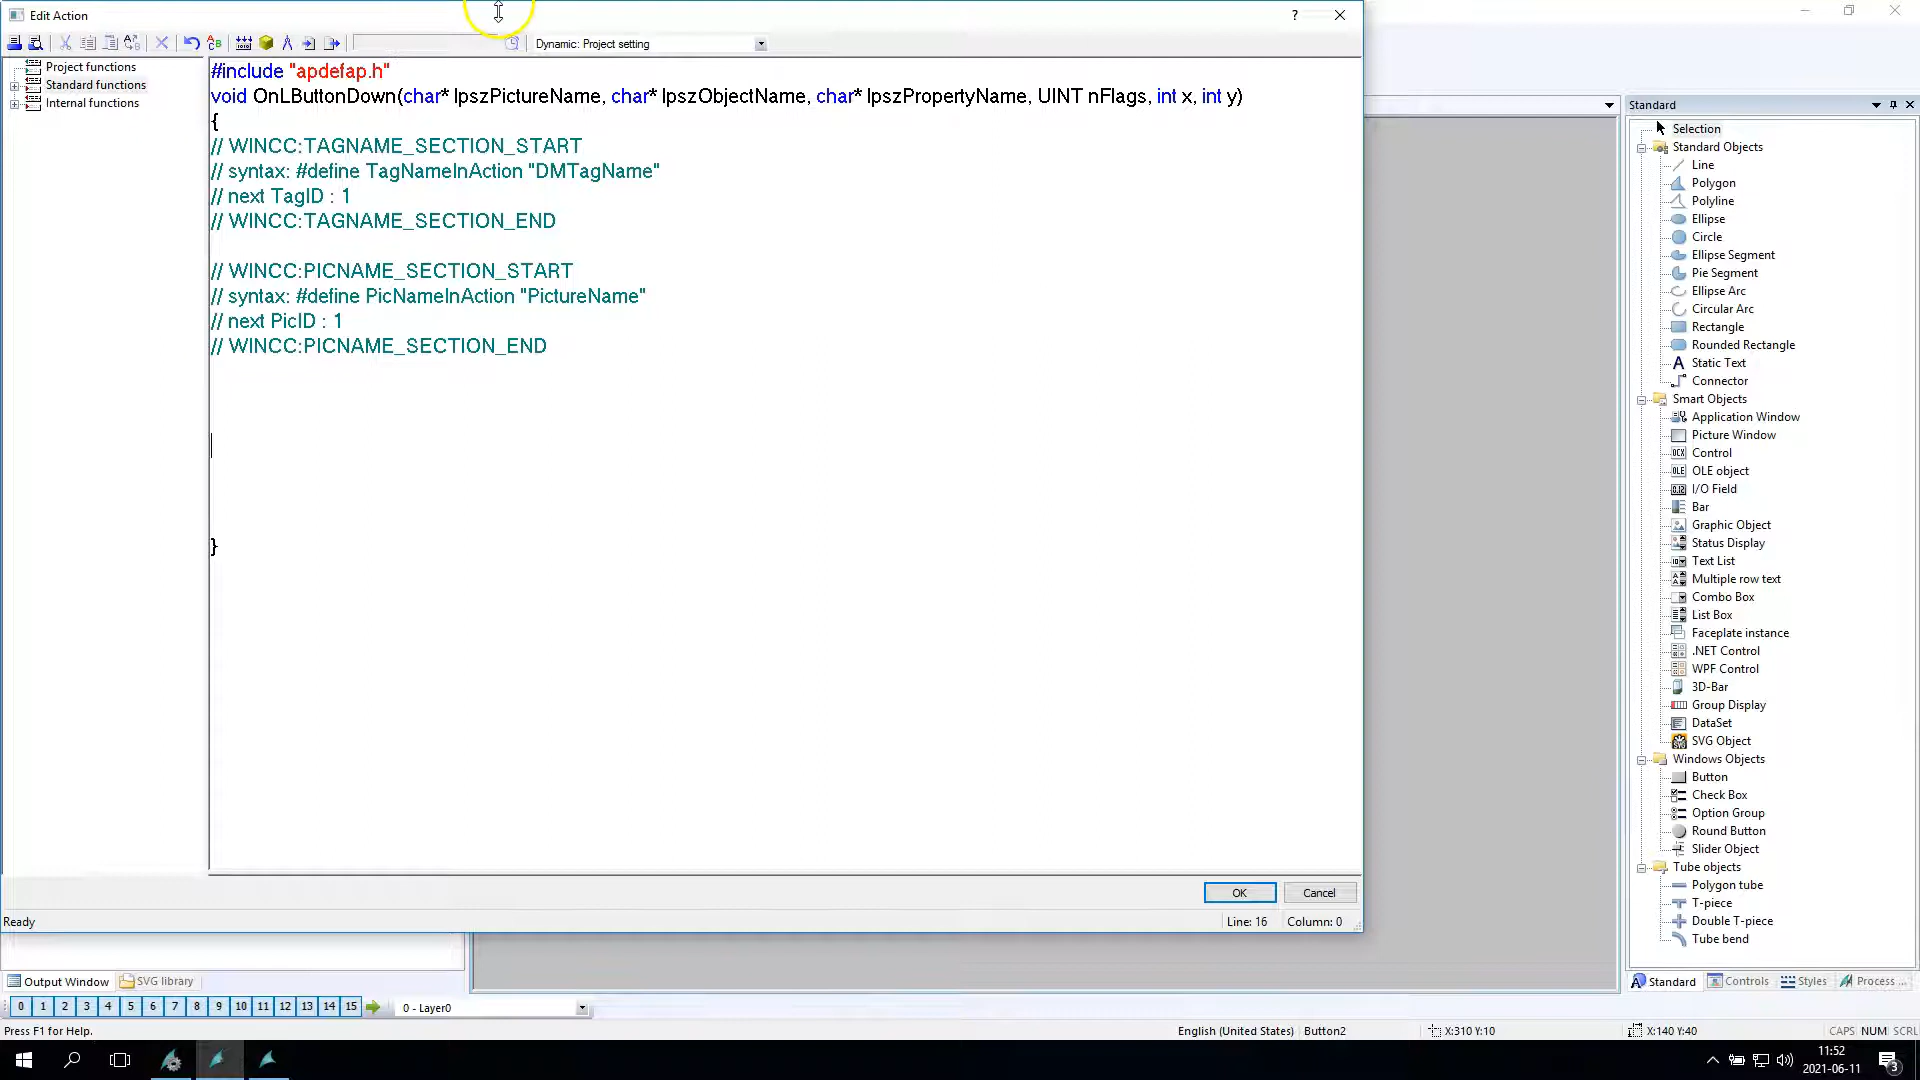 Edit Action
?
Dynamic: Project setting
Project functions
Standard functions
Internal functions
#include "apdefap.h"
void OnLButtonDown(char* lpszPictureName, char* lpszObjectName, char* lpszPropertyName, UINT nFlags, int x, int y)
{
// WINCC:TAGNAME_SECTION_START
// syntax: #define TagNameInAction "DMTagName"
// next TagID : 1
// WINCC:TAGNAME_SECTION_END
// WINCC:PICNAME_SECTION_START
// syntax: #define PicNameInAction "PictureName"
// next PicID : 1
// WINCC:PICNAME_SECTION_END
}
OK
Cancel
Ready
Line: 16
Column: 0
Standard
Selection
Standard Objects
Line
Polygon
Polyline
Ellipse
Circle
Ellipse Segment
Pie Segment
Ellipse Arc
Circular Arc
Rectangle
Rounded Rectangle
A Static Text
Connector
Smart Objects
Application Window
Picture Window
OCX Control
OLE OLE object
0.12 I/O Field
Bar
Graphic Object
Status Display
Text List
Multiple row text
Combo Box
List Box
Faceplate instance
.NET Control
WPF Control
3D-Bar
Group Display
DataSet
SVG Object
Windows Objects
Button
Check Box
Option Group
Round Button
Slider Object
Tube objects
Polygon tube
T-piece
Double T-piece
Tube bend
Output Window
SVG library
Standard
Controls
Styles
Process ...
0 1 2 3 4 5 6 7 8 9 10 11 12 13 14 15
0 - Layer0
Press F1 for Help.
English (United States)
Button2
X:310 Y:10
X:140 Y:40
CAPS NUM SCRL
11:52
2021-06-11
3